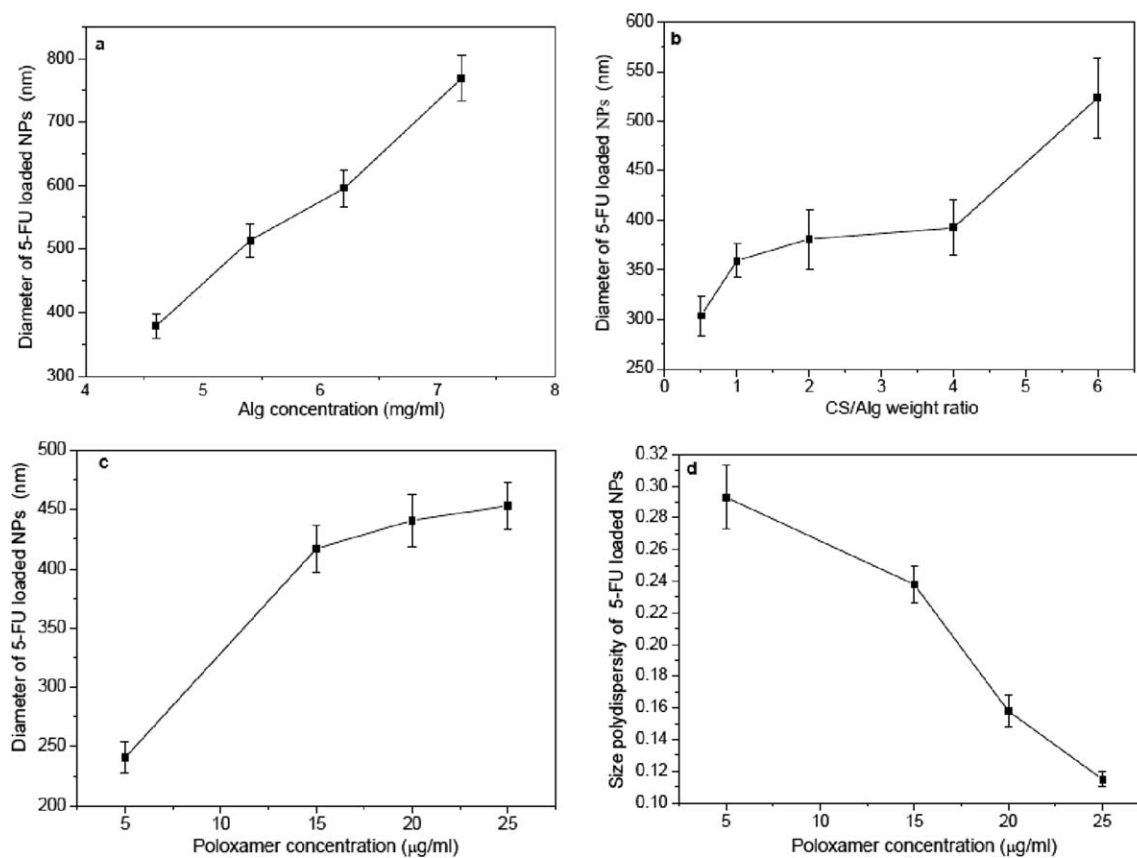 a
Diameter of 5-FU loaded NPs (nm)
800
700
600
500
400
300
4 5 6 7 8
Alg concentration (mg/ml)
b
Diameter of 5-FU loaded NPs (nm)
600
550
500
450
400
350
300
250
0 1 2 3 4 5 6
CS/Alg weight ratio
c
Diameter of 5-FU loaded NPs (nm)
500
450
400
350
300
250
200
5 10 15 20 25
Poloxamer concentration (μg/ml)
d
Size polydispersity of 5-FU loaded NPs
0.32
0.30
0.28
0.26
0.24
0.22
0.20
0.18
0.16
0.14
0.12
0.10
5 10 15 20 25
Poloxamer concentration (μg/ml)